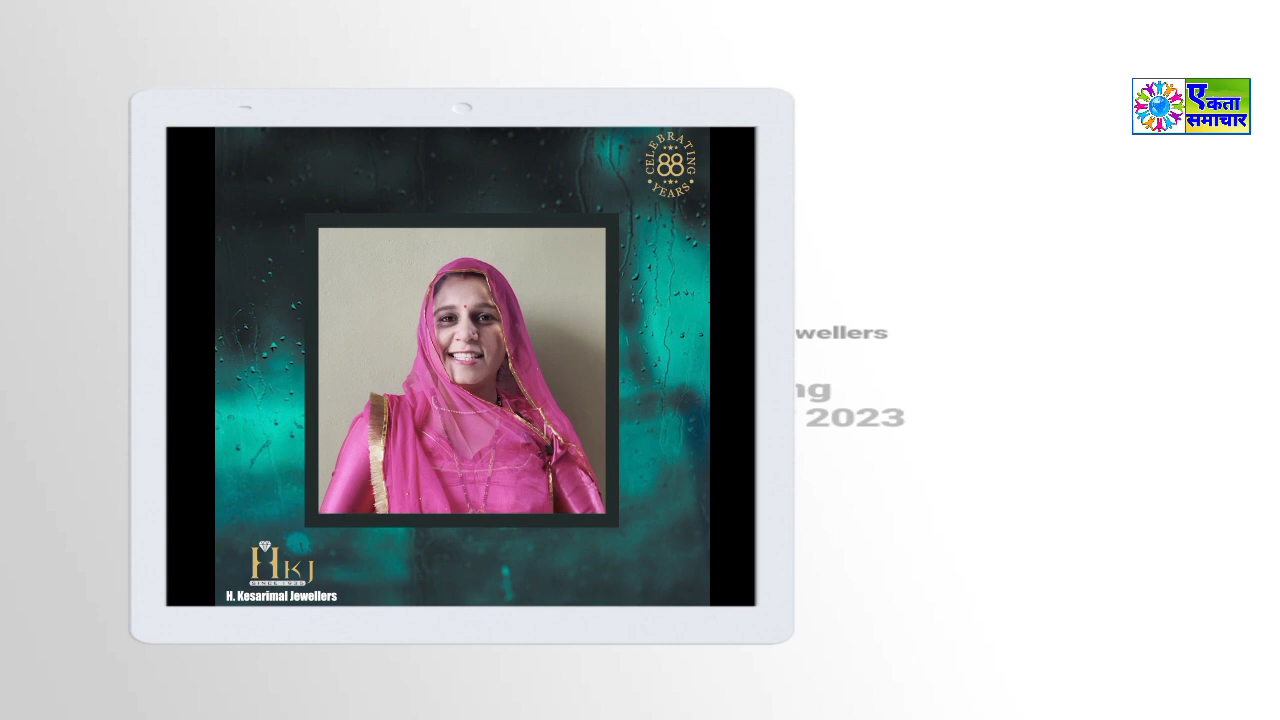 एकता
समाचार
CELEBRATING
88
YEARS
wellers
ng
2023
HKJ
SINCE 1935
H. Kesarimal Jewellers